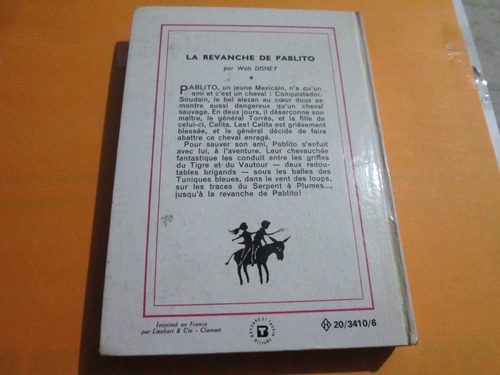 LA REVANCHE DE PABLITO
par Walt DISNEY
★
PABLITO, un jeune Mexicain, n'a qu'un
ami et c'est un cheval : Conquistador.
Soudain, le bel alezan au cœur doux se
montre aussi dangereux qu'un cheval
sauvage. En deux jours, il désarçonne son
maître, le général Torrès, et la fille de
celui-ci, Celita. Las! Celita est grièvement
blessée, et le général décide de faire
abattre ce cheval enragé.
Pour sauver son ami, Pablito s'enfuit
avec lui, à l'aventure. Leur chevauchée
fantastique les conduit entre les griffes
du Tigre et du Vautour — deux redou-
tables brigands — sous les balles des
Tuniques bleues, dans le vent des loups,
sur les traces du Serpent à Plumes...,
jusqu'à la revanche de Pablito!
Imprimé en France
par Lienhart & Cie - Clamart
BRODARD ET TAUPIN
RELIURE
H 20/3410/6